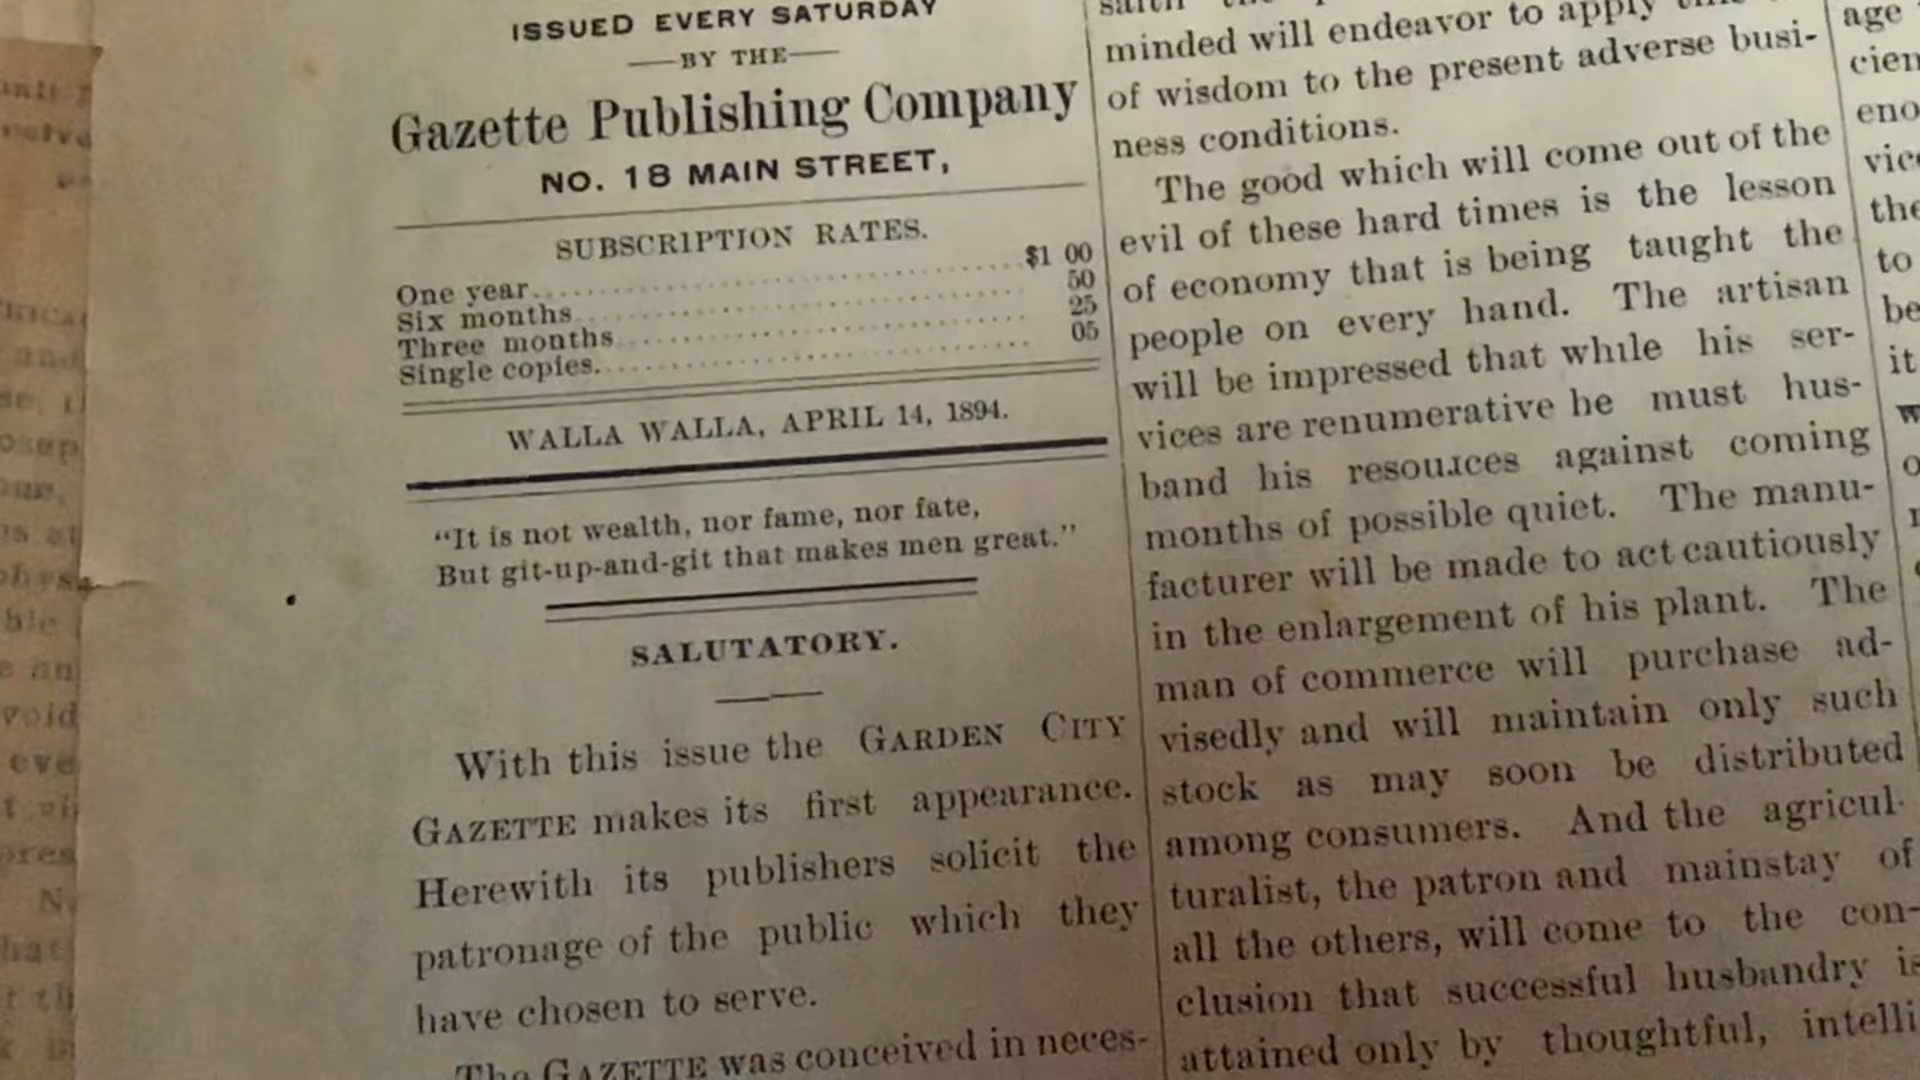 ISSUED EVERY SATURDAY
—BY THE—
Gazette Publishing Company
NO. 18 MAIN STREET,
SUBSCRIPTION RATES.
One year $1 00
Six months 50
Three months 25
Single copies. 05
WALLA WALLA, APRIL 14, 1894.
“It is not wealth, nor fame, nor fate,
But git-up-and-git that makes men great.”
SALUTATORY.
With this issue the GARDEN CITY
GAZETTE makes its first appearance.
Herewith its publishers solicit the
patronage of the public which they
have chosen to serve.
The GAZETTE was conceived in neces-
saith the
minded will endeavor to apply
of wisdom to the present adverse busi-
ness conditions.
The good which will come out of the
evil of these hard times is the lesson
of economy that is being taught the
people on every hand. The artisan
will be impressed that while his ser-
vices are renumerative he must hus-
band his resources against coming
months of possible quiet. The manu-
facturer will be made to act cautiously
in the enlargement of his plant. The
man of commerce will purchase ad-
visedly and will maintain only such
stock as may soon be distributed
among consumers. And the agricul-
turalist, the patron and mainstay of
all the others, will come to the con-
clusion that successful husbandry is
attained only by thoughtful, intelli
age
cien
eno
vice
the
to
be
it